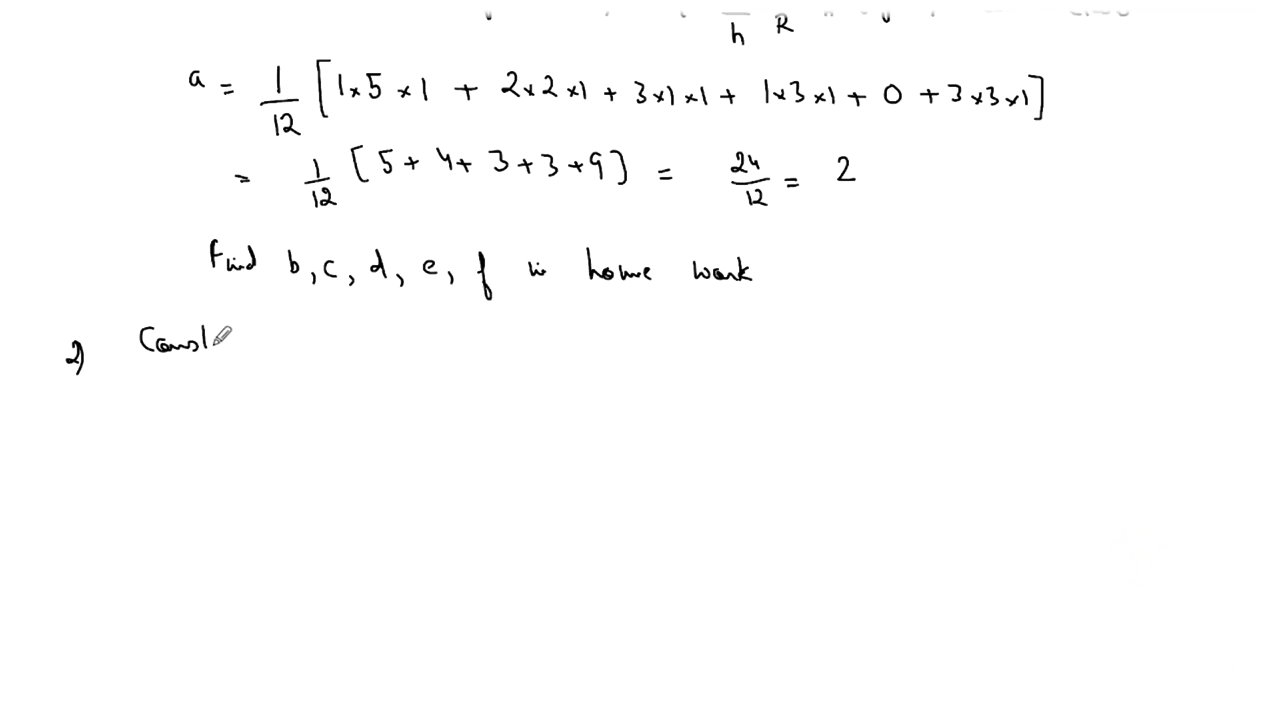 h R
a = 1/12 [1×5×1 + 2×2×1 + 3×1×1 + 1×3×1 + 0 + 3×3×1]
= 1/12 [5 + 4 + 3 + 3 + 9] = 24/12 = 2
Find b, c, d, e, f in home work
2) Const